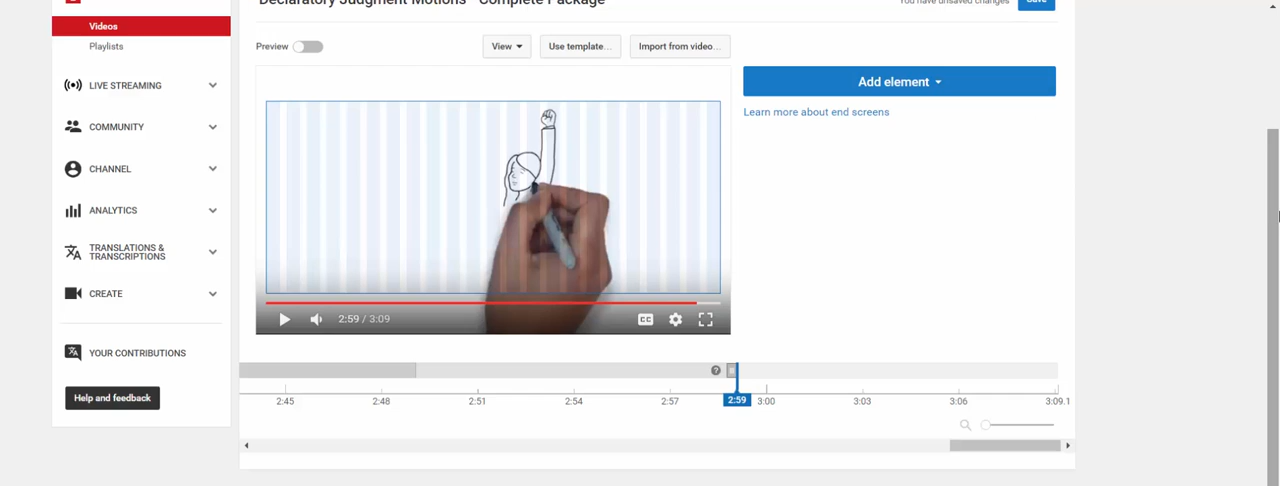 Declaratory Judgment Motions - Complete Package
You have unsaved changes
Save
Videos
Playlists
LIVE STREAMING
COMMUNITY
CHANNEL
ANALYTICS
TRANSLATIONS &
TRANSCRIPTIONS
CREATE
YOUR CONTRIBUTIONS
Help and feedback
Preview
View
Use template...
Import from video...
Add element
Learn more about end screens
CC
2:59 / 3:09
?
2:45 2:48 2:51 2:54 2:57 2:59 3:00 3:03 3:06 3:09.1